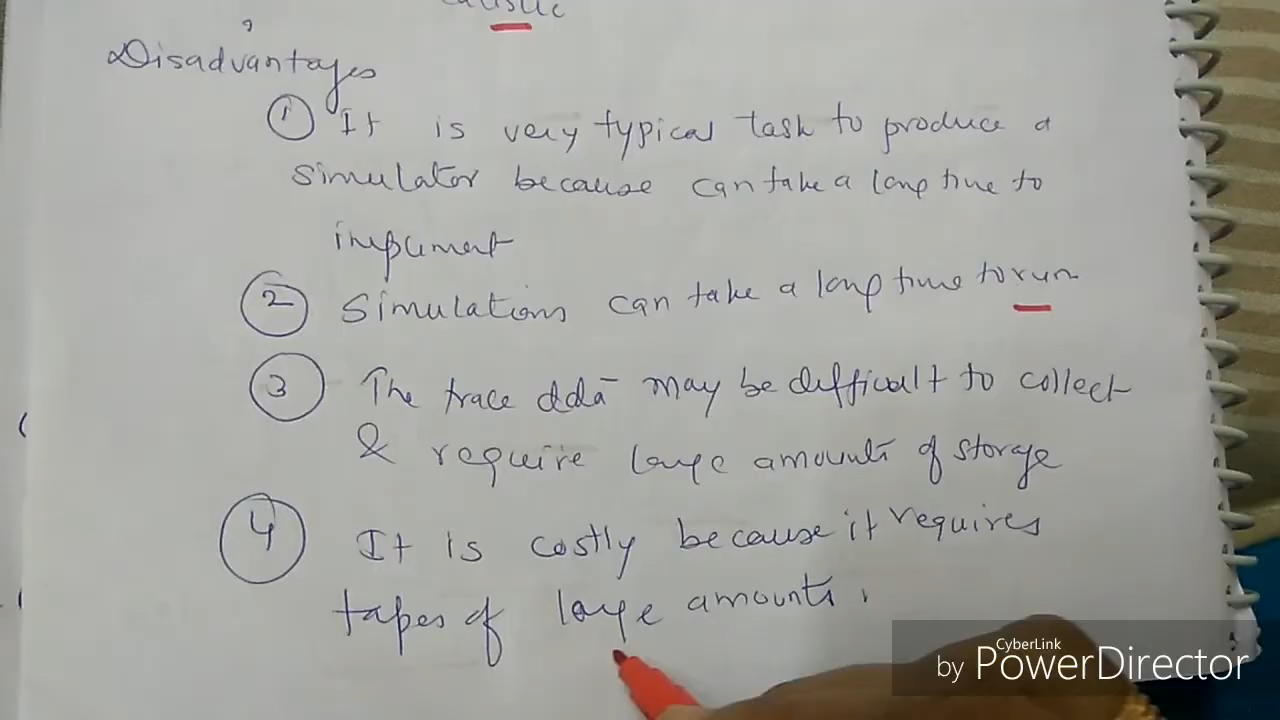 Disadvantages
① It is very typical task to produce a
simulator because can take a long time to
implement
② Simulations can take a long time to run
③ The trace data may be difficult to collect
& require large amounts of storage
④ It is costly because it requires
tapes of large amounts.
CyberLink
by PowerDirector